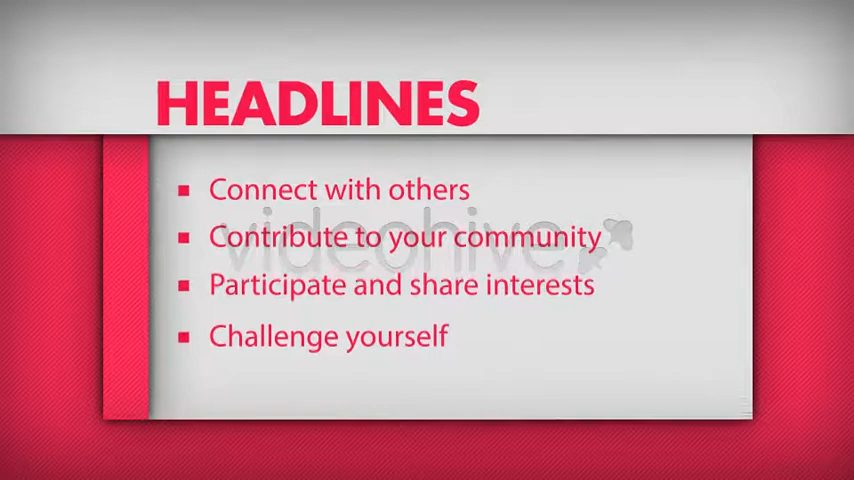 HEADLINES
Connect with others
videohive
Contribute to your community
Participate and share interests
Challenge yourself